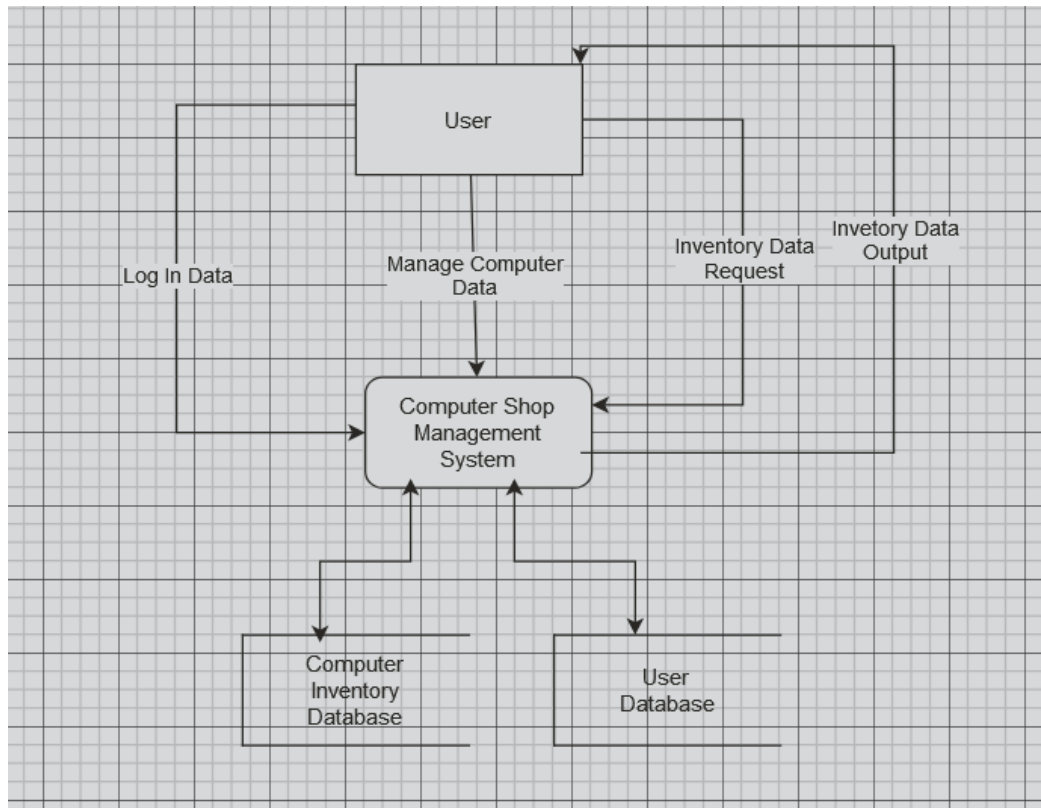 User
Log In Data
Manage Computer
Data
Inventory Data
Request
Invetory Data
Output
Computer Shop
Management
System
Computer
Inventory
Database
User
Database